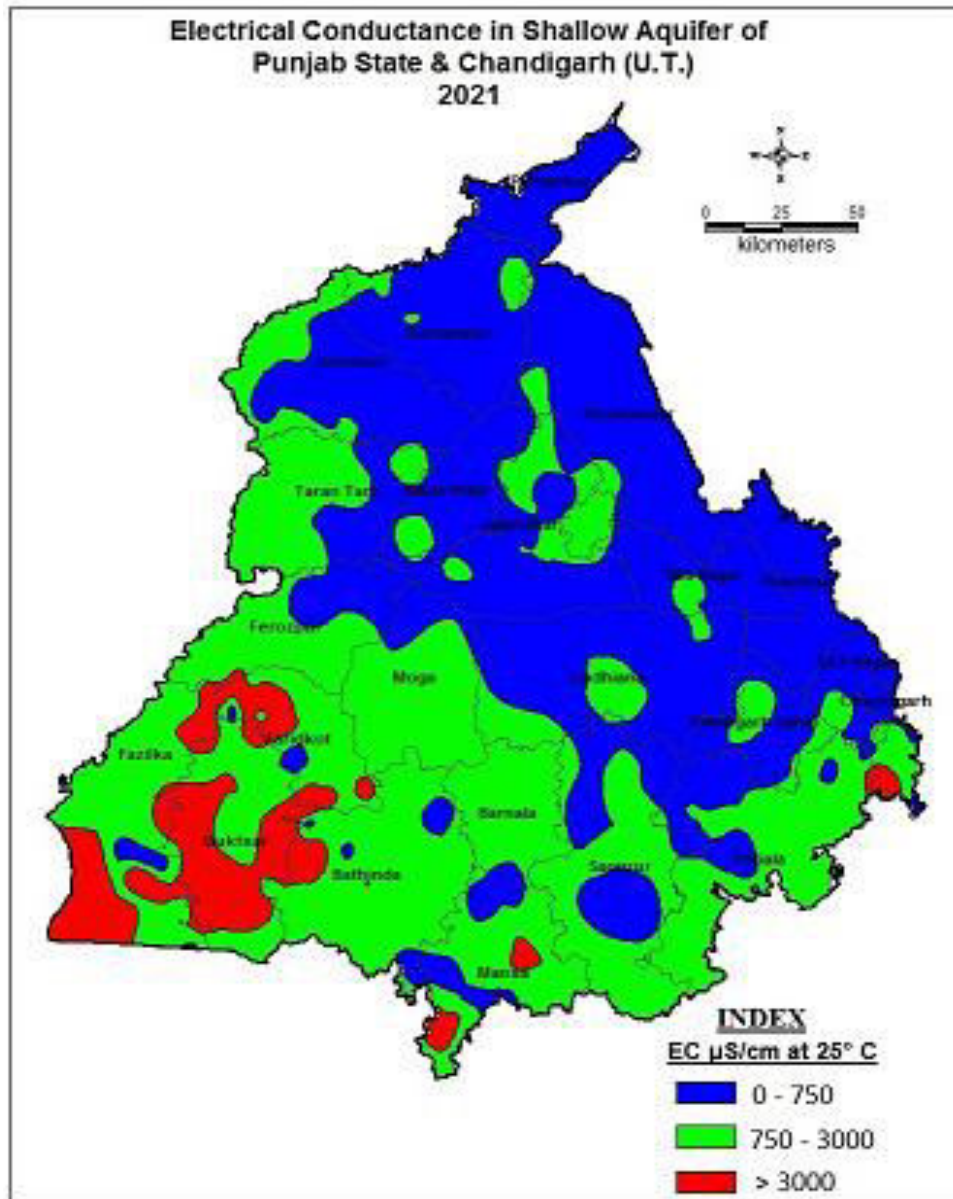 Electrical Conductance in Shallow Aquifer of
Punjab State & Chandigarh (U.T.)
2021
N
W E
S
0 25 50
kilometers
Taran Tarn
Ferozpur
Moga
Ludhiana
Chandigarh
Faridkot
Fazilka
Muktsar
Barnala
Bathinda
Sangrur
Patiala
Mansa
INDEX
EC µS/cm at 25° C
0 - 750
750 - 3000
> 3000